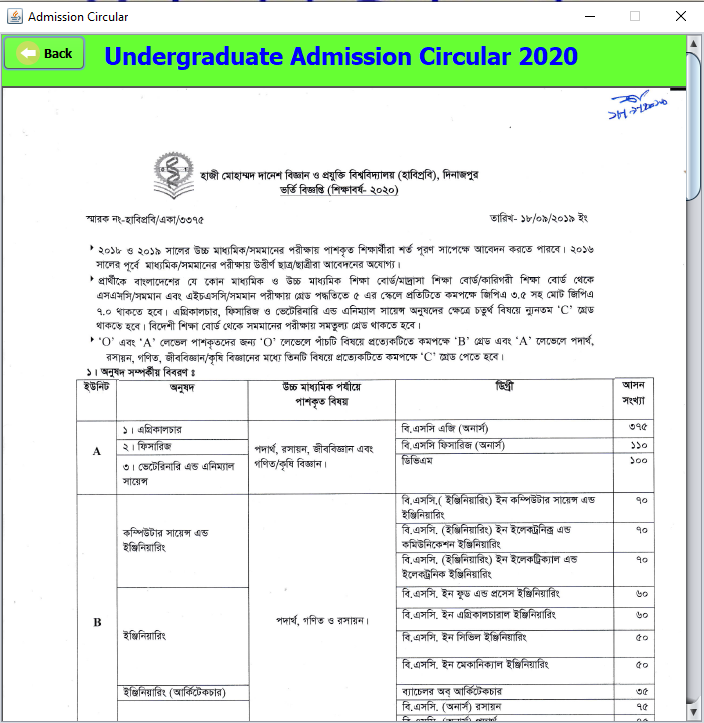 Admission Circular
Back
Undergraduate Admission Circular 2020
হাজী মোহাম্মদ দানেশ বিজ্ঞান ও প্রযুক্তি বিশ্ববিদ্যালয় (হাবিপ্রবি), দিনাজপুর
ভর্তি বিজ্ঞপ্তি (শিক্ষাবর্ষ- ২০২০)
স্মারক নং-হাবিপ্রবি/একা/৩৩৭৫
তারিখ- ১৮/০৯/২০১৯ ইং
২০১৮ ও ২০১৯ সালের উচ্চ মাধ্যমিক/সমমানের পরীক্ষায় পাশকৃত শিক্ষার্থীরা শর্ত পূরণ সাপেক্ষে আবেদন করতে পারবে। ২০১৬
সালের পূর্বে মাধ্যমিক/সমমানের পরীক্ষায় উত্তীর্ণ ছাত্র/ছাত্রীরা আবেদনের অযোগ্য।
প্রার্থীকে বাংলাদেশের যে কোন মাধ্যমিক ও উচ্চ মাধ্যমিক শিক্ষা বোর্ড/মাদ্রাসা শিক্ষা বোর্ড/কারিগরী শিক্ষা বোর্ড থেকে
এসএসসি/সমমান এবং এইচএসসি/সমমান পরীক্ষায় গ্রেড পদ্ধতিতে ৫ এর স্কেলে প্রতিটিতে কমপক্ষে জিপিএ ৩.৫ সহ মোট জিপিএ
৭.০ থাকতে হবে। এগ্রিকালচার, ফিসারিজ ও ভেটেরিনারি এন্ড এনিম্যাল সায়েন্স অনুষদের ক্ষেত্রে চতুর্থ বিষয়ে ন্যুনতম 'C' গ্রেড
থাকতে হবে। বিদেশী শিক্ষা বোর্ড থেকে সমমানের পরীক্ষায় সমতুল্য গ্রেড থাকতে হবে।
'O' এবং 'A' লেভেল পাশকৃতদের জন্য 'O' লেভেলে পাঁচটি বিষয়ে প্রত্যেকটিতে কমপক্ষে 'B' গ্রেড এবং 'A' লেভেলে পদার্থ,
রসায়ন, গণিত, জীববিজ্ঞান/কৃষি বিজ্ঞানের মধ্যে তিনটি বিষয়ে প্রত্যেকটিতে কমপক্ষে 'C' গ্রেড পেতে হবে।
১। অনুষদ সম্পর্কীয় বিবরণ ঃ
ইউনিট
অনুষদ
উচ্চ মাধ্যমিক পর্যায়ে
পাশকৃত বিষয়
ডিগ্রী
আসন
সংখ্যা
A
১। এগ্রিকালচার
২। ফিসারিজ
৩। ভেটেরিনারি এন্ড এনিম্যাল
সায়েন্স
পদার্থ, রসায়ন, জীববিজ্ঞান এবং
গণিত/কৃষি বিজ্ঞান।
বি.এসসি এজি (অনার্স)
৩৭৫
বি.এসসি ফিসারিজ (অনার্স)
১১০
ডিভিএম
১০০
B
কম্পিউটার সায়েন্স এন্ড
ইঞ্জিনিয়ারিং
পদার্থ, গণিত ও রসায়ন।
বি.এসসি.( ইঞ্জিনিয়ারিং) ইন কম্পিউটার সায়েন্স এন্ড
ইঞ্জিনিয়ারিং
৭০
বি.এসসি. (ইঞ্জিনিয়ারিং) ইন ইলেকট্রনিক্স এন্ড
কমিউনিকেশন ইঞ্জিনিয়ারিং
৭০
বি.এসসি. (ইঞ্জিনিয়ারিং) ইন ইলেকট্রিক্যাল এন্ড
ইলেকট্রনিক ইঞ্জিনিয়ারিং
৭০
ইঞ্জিনিয়ারিং
বি.এসসি. ইন ফুড এন্ড প্রসেস ইঞ্জিনিয়ারিং
৬০
বি.এসসি. ইন এগ্রিকালচারাল ইঞ্জিনিয়ারিং
৬০
বি.এসসি. ইন সিভিল ইঞ্জিনিয়ারিং
৫০
বি.এসসি. ইন মেকানিক্যাল ইঞ্জিনিয়ারিং
৫০
ইঞ্জিনিয়ারিং (আর্কিটেকচার)
ব্যাচেলর অব্ আর্কিটেকচার
৩৫
বি.এসসি. (অনার্স) রসায়ন
৭৫